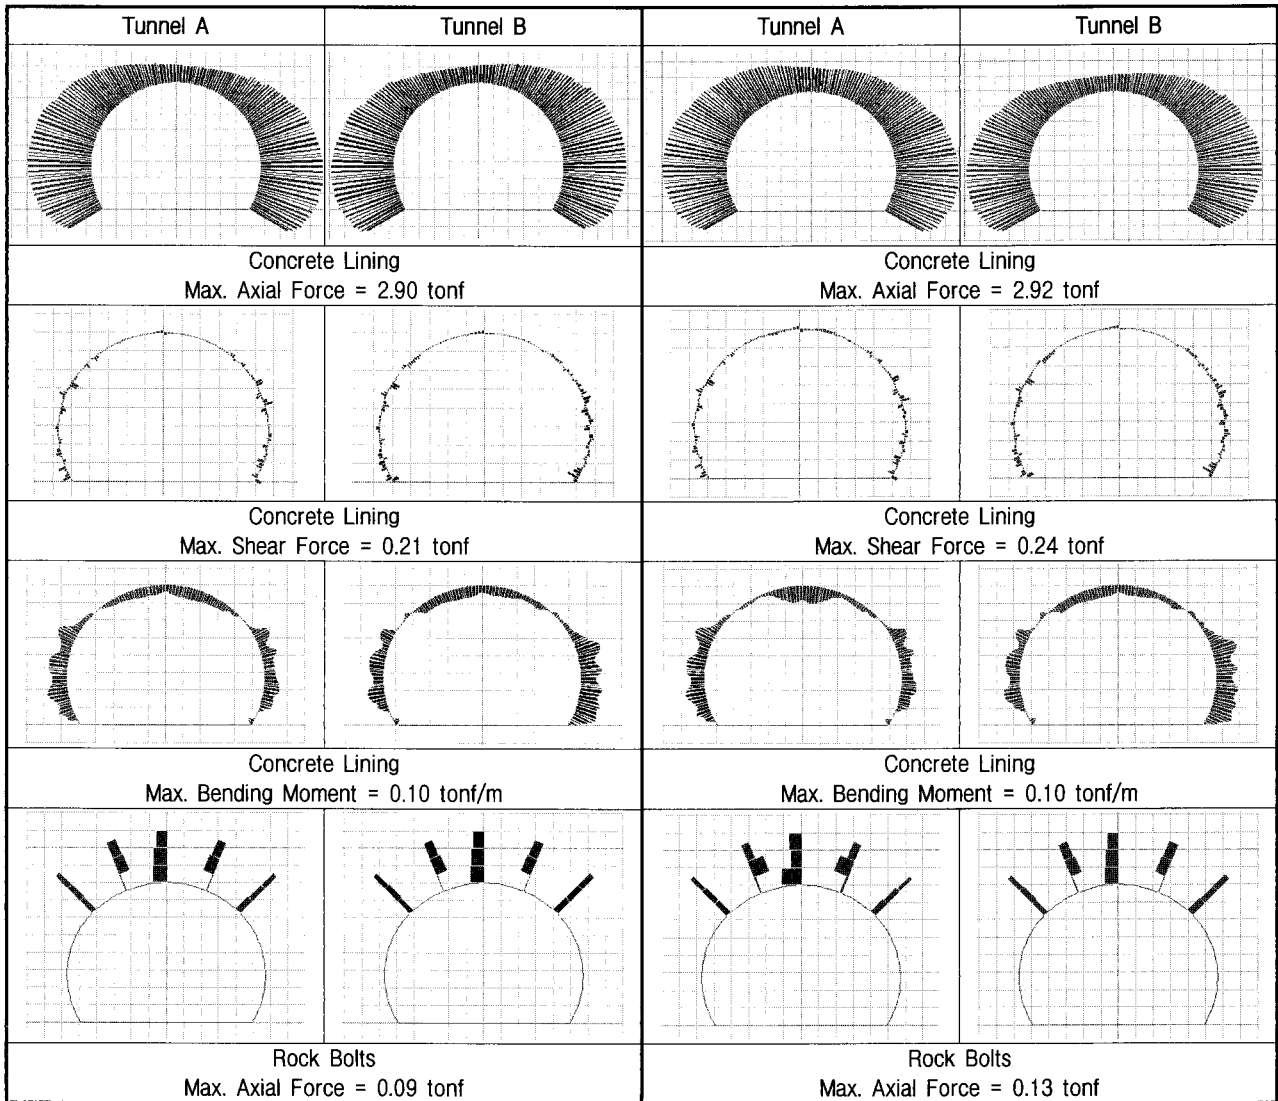 Tunnel A
Tunnel B
Tunnel A
Tunnel B
Concrete Lining
Max. Axial Force = 2.90 tonf
Concrete Lining
Max. Axial Force = 2.92 tonf
Concrete Lining
Max. Shear Force = 0.21 tonf
Concrete Lining
Max. Shear Force = 0.24 tonf
Concrete Lining
Max. Bending Moment = 0.10 tonf/m
Concrete Lining
Max. Bending Moment = 0.10 tonf/m
Rock Bolts
Max. Axial Force = 0.09 tonf
Rock Bolts
Max. Axial Force = 0.13 tonf